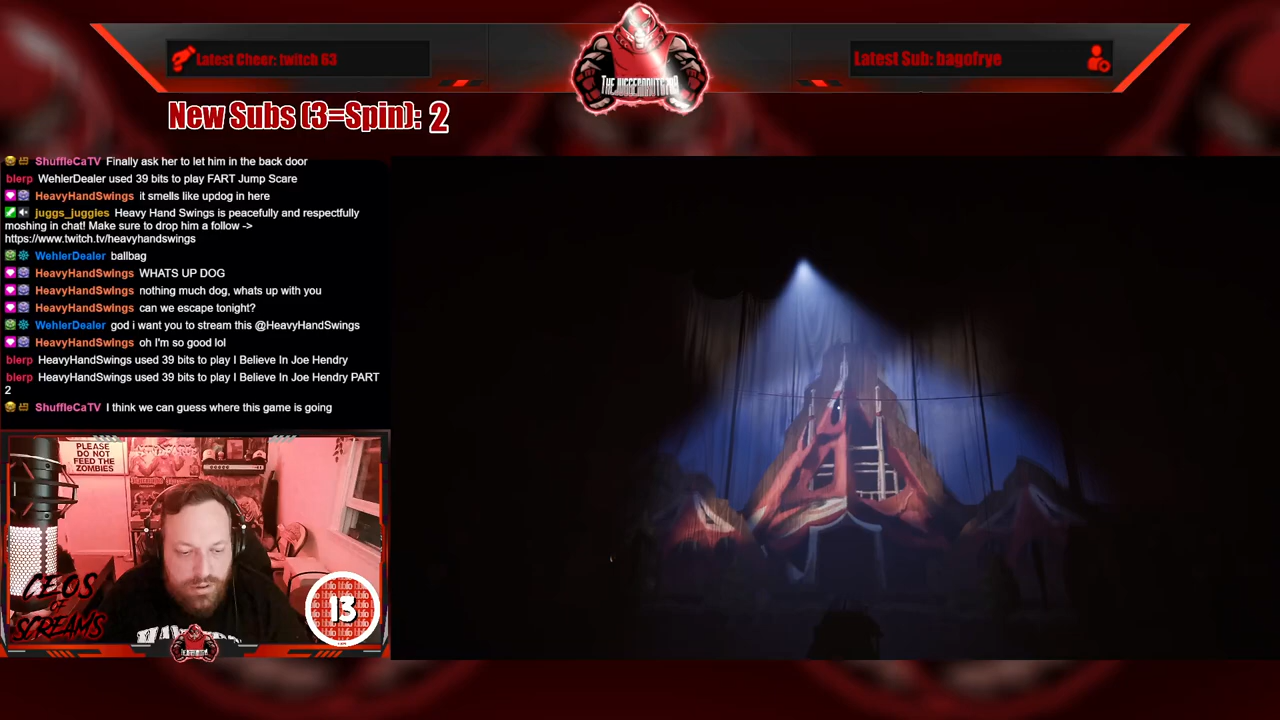 Latest Cheer: twitch 63
Latest Sub: bagofrye
THEJUGGERNAUTGTV8
New Subs (3=Spin): 2
ShuffleCaTV Finally ask her to let him in the back door
blerp WehlerDealer used 39 bits to play FART Jump Scare
HeavyHandSwings it smells like updog in here
juggs_juggies Heavy Hand Swings is peacefully and respectfully
moshing in chat! Make sure to drop him a follow ->
https://www.twitch.tv/heavyhandswings
WehlerDealer ballbag
HeavyHandSwings WHATS UP DOG
HeavyHandSwings nothing much dog, whats up with you
HeavyHandSwings can we escape tonight?
WehlerDealer god i want you to stream this @HeavyHandSwings
HeavyHandSwings oh I'm so good lol
blerp HeavyHandSwings used 39 bits to play I Believe In Joe Hendry
blerp HeavyHandSwings used 39 bits to play I Believe In Joe Hendry PART
2
ShuffleCaTV I think we can guess where this game is going
PLEASE
DO NOT
FEED THE
ZOMBIES
CEOS
OF
SCREAMS
13